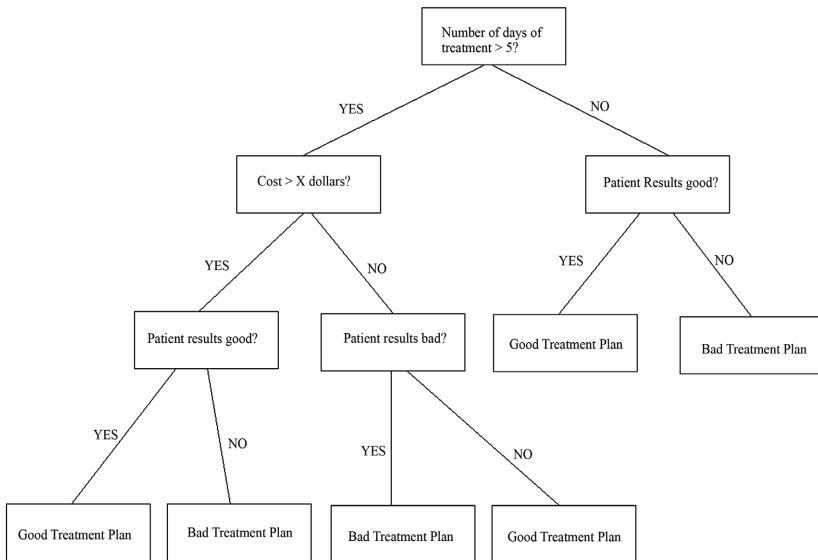 Number of days of
treatment > 5?
YES
NO
Cost > X dollars?
Patient Results good?
YES
NO
YES
NO
Patient results good?
Patient results bad?
Good Treatment Plan
Bad Treatment Plan
YES
NO
YES
NO
Good Treatment Plan
Bad Treatment Plan
Bad Treatment Plan
Good Treatment Plan